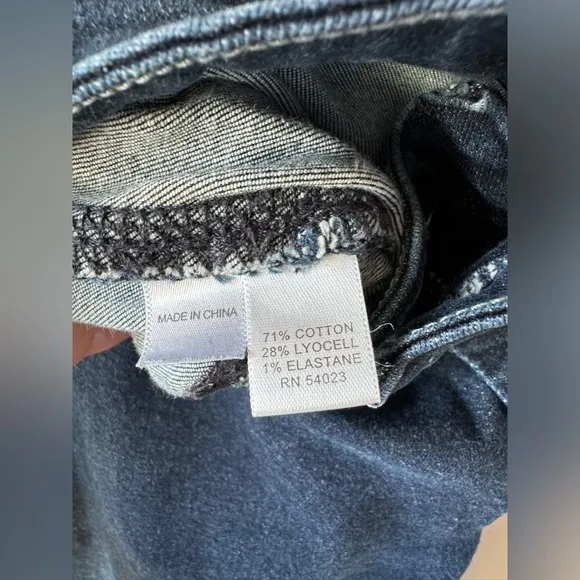 MADE IN CHINA
71% COTTON
28% LYOCELL
1% ELASTANE
RN 54023